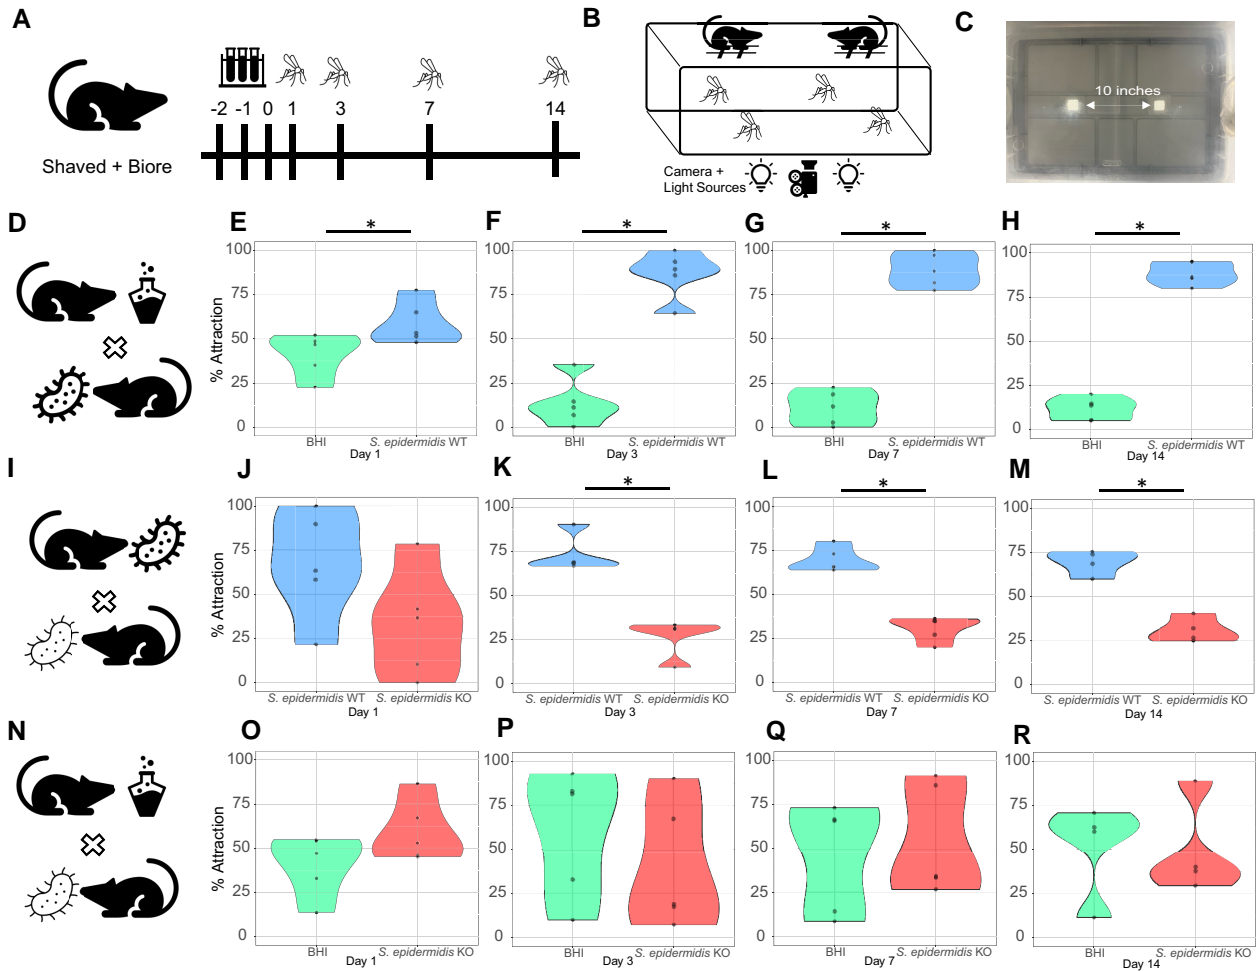 A
-2 -1 0 1 3 7 14
Shaved + Biore
B
Camera +
Light Sources
C
10 inches
D
E
*
% Attraction
100
75
50
25
0
BHI S. epidermidis WT
Day 1
F
*
100
75
50
25
0
BHI S. epidermidis WT
Day 3
G
*
100
75
50
25
0
BHI S. epidermidis WT
Day 7
H
*
100
75
50
25
0
BHI S. epidermidis WT
Day 14
I
J
% Attraction
100
75
50
25
0
S. epidermidis WT S. epidermidis KO
Day 1
K
*
100
75
50
25
0
S. epidermidis WT S. epidermidis KO
Day 3
L
*
100
75
50
25
0
S. epidermidis WT S. epidermidis KO
Day 7
M
*
100
75
50
25
0
S. epidermidis WT S. epidermidis KO
Day 14
N
O
% Attraction
100
75
50
25
0
BHI S. epidermidis KO
Day 1
P
100
75
50
25
0
BHI S. epidermidis KO
Day 3
Q
100
75
50
25
0
BHI S. epidermidis KO
Day 7
R
100
75
50
25
0
BHI S. epidermidis KO
Day 14